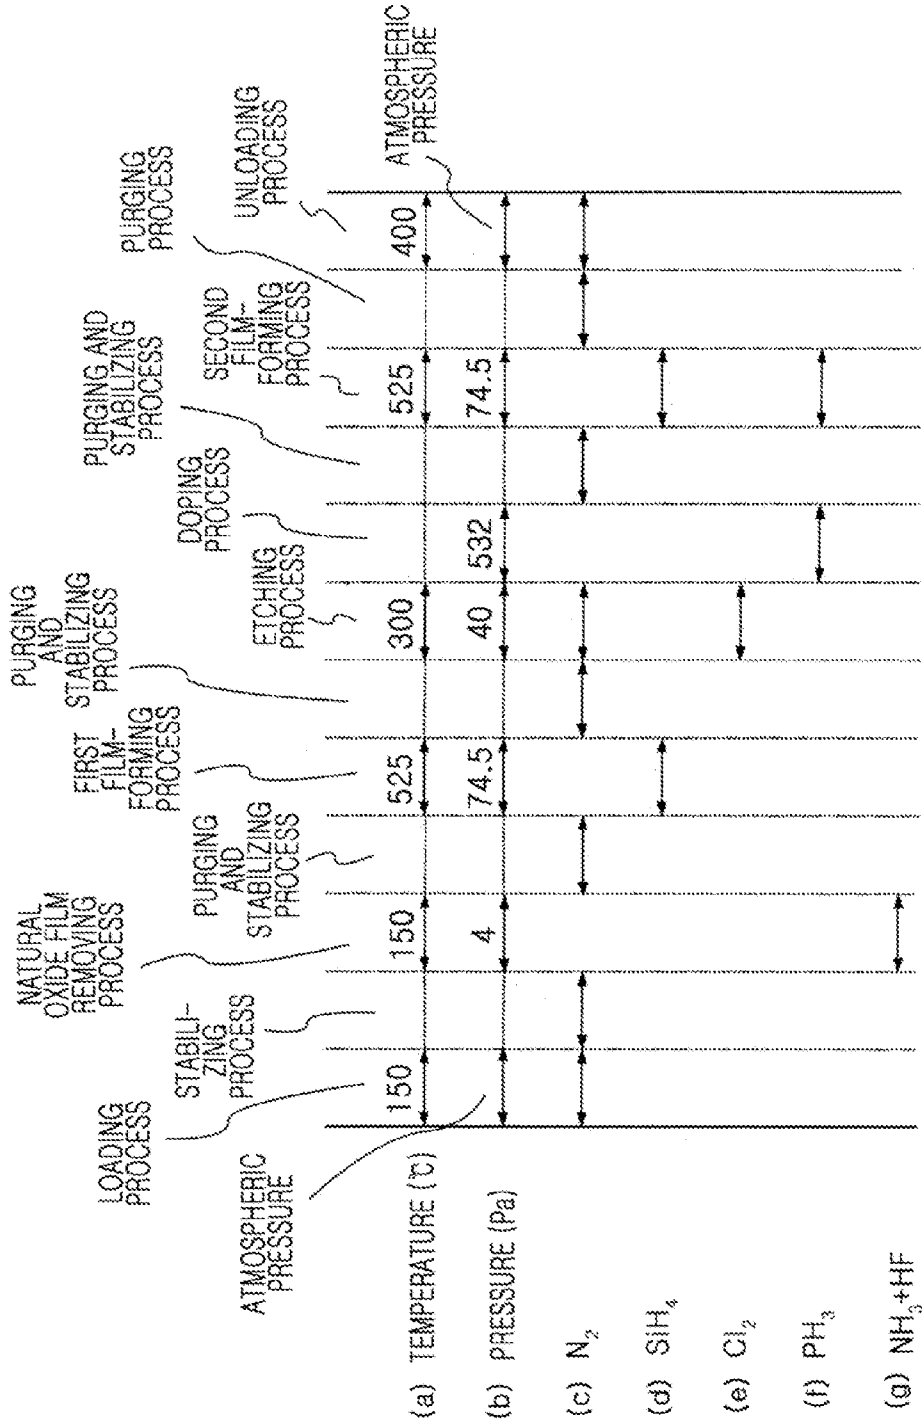 LOADING
PROCESS
STABILI-
ZING
PROCESS
NATURAL
OXIDE FILM
REMOVING
PROCESS
PURGING
AND
STABILIZING
PROCESS
FIRST
FILM-
FORMING
PROCESS
PURGING
AND
STABILIZING
PROCESS
ETCHING
PROCESS
DOPING
PROCESS
PURGING AND
STABILIZING
PROCESS
SECOND
FILM-
FORMING
PROCESS
PURGING
PROCESS
UNLOADING
PROCESS
ATMOSPHERIC
PRESSURE
ATMOSPHERIC
PRESSURE
(a) TEMPERATURE (℃) 150 150 525 300 525 400
(b) PRESSURE (Pa) 4 74.5 40 532 74.5
(c) N₂
(d) SiH₄
(e) Cl₂
(f) PH₃
(g) NH₃+HF